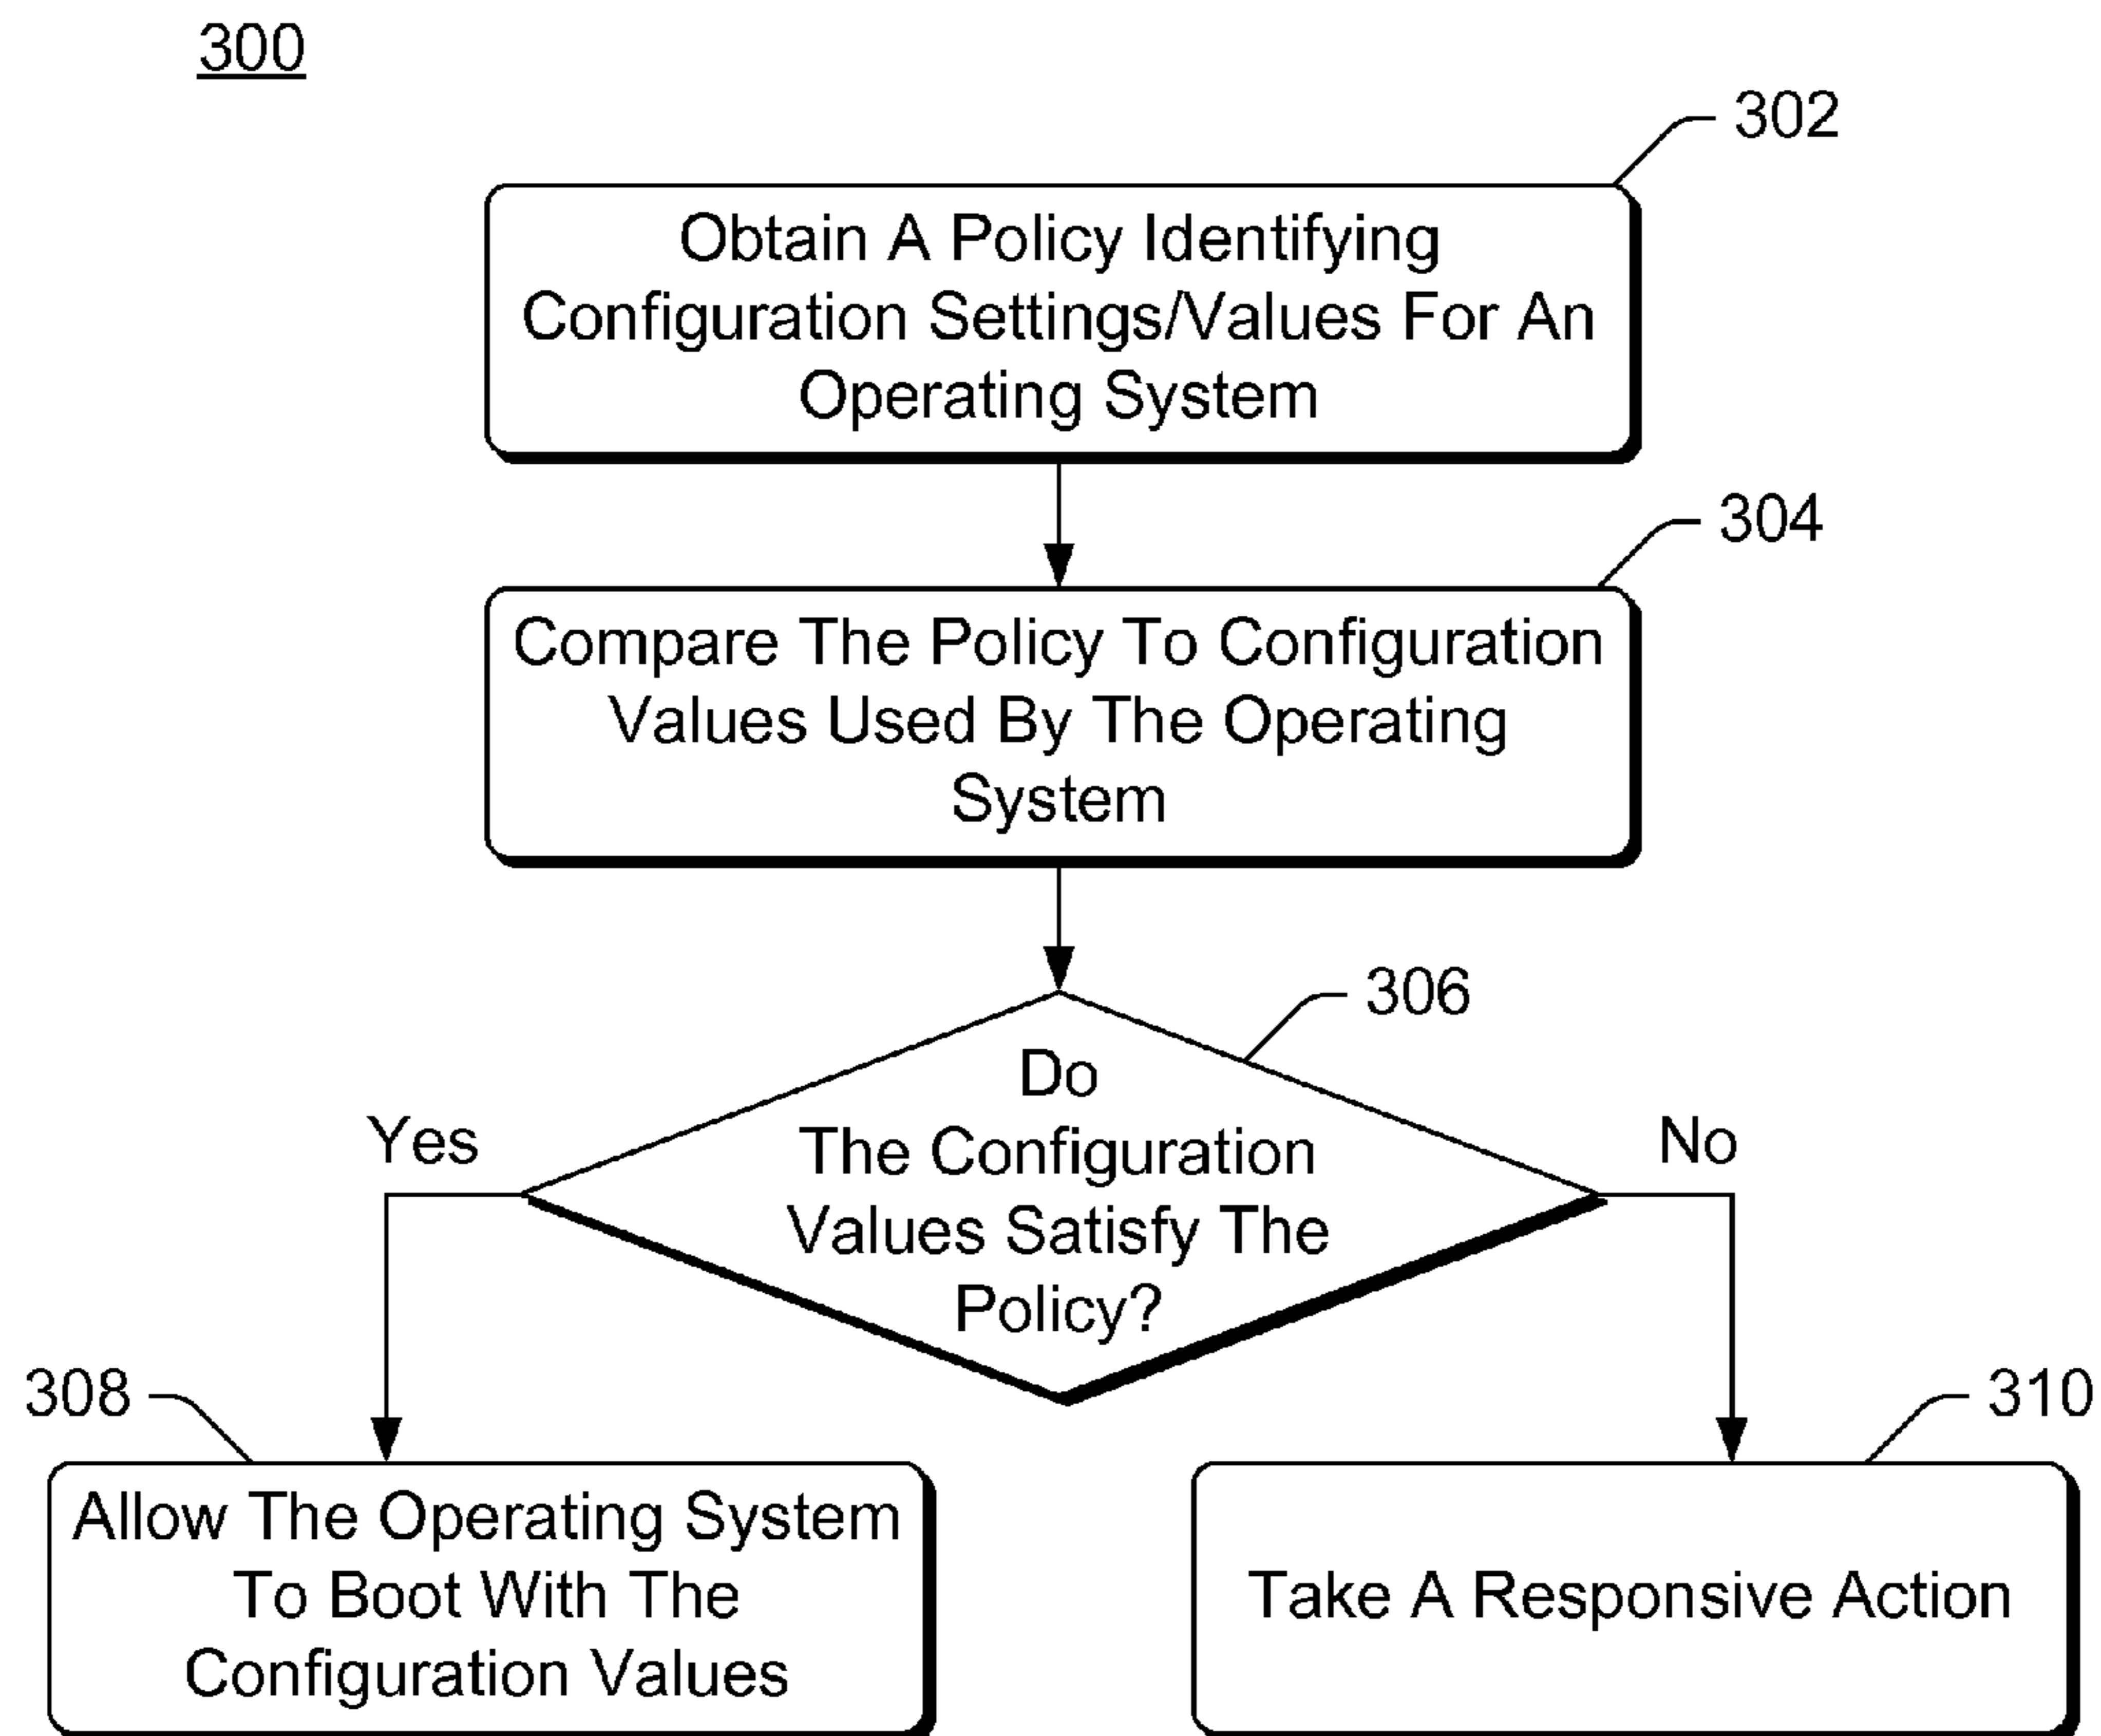 300
302
Obtain A Policy Identifying
Configuration Settings/Values For An
Operating System
304
Compare The Policy To Configuration
Values Used By The Operating
System
306
Do
The Configuration
Values Satisfy The
Policy?
Yes
No
308
Allow The Operating System
To Boot With The
Configuration Values
310
Take A Responsive Action